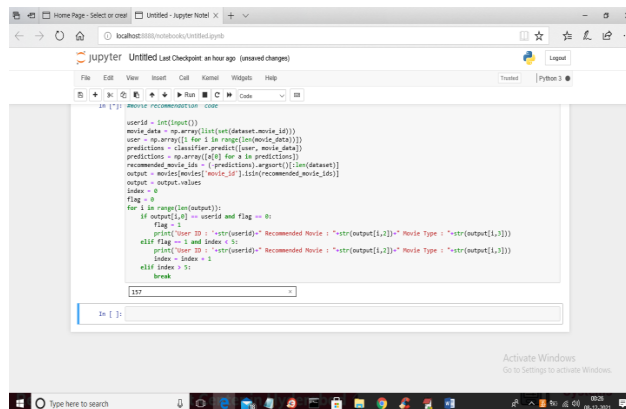 Home Page - Select or creat
Untitled - Jupyter Notel
localhost:8888/notebooks/Untitled.ipynb
jupyter Untitled Last Checkpoint: an hour ago (unsaved changes)
Logout
File Edit View Insert Cell Kernel Widgets Help
Trusted Python 3
Run Code
In [*]: #movie recommendation code
userid = int(input())
movie_data = np.array(list(set(dataset.movie_id)))
user = np.array([1 for i in range(len(movie_data))])
predictions = classifier.predict([user, movie_data])
predictions = np.array([a[0] for a in predictions])
recommended_movie_ids = (-predictions).argsort()[:len(dataset)]
output = movies[movies['movie_id'].isin(recommended_movie_ids)]
output = output.values
index = 0
flag = 0
for i in range(len(output)):
if output[i,0] == userid and flag == 0:
flag = 1
print("User ID : "+str(userid)+" Recommended Movie : "+str(output[i,2])+" Movie Type : "+str(output[i,3]))
elif flag == 1 and index < 5:
print("User ID : "+str(userid)+" Recommended Movie : "+str(output[i,2])+" Movie Type : "+str(output[i,3]))
index = index + 1
elif index > 5:
break
157
In [ ]:
Activate Windows
Go to Settings to activate Windows.
Type here to search
00:26
08-12-2021